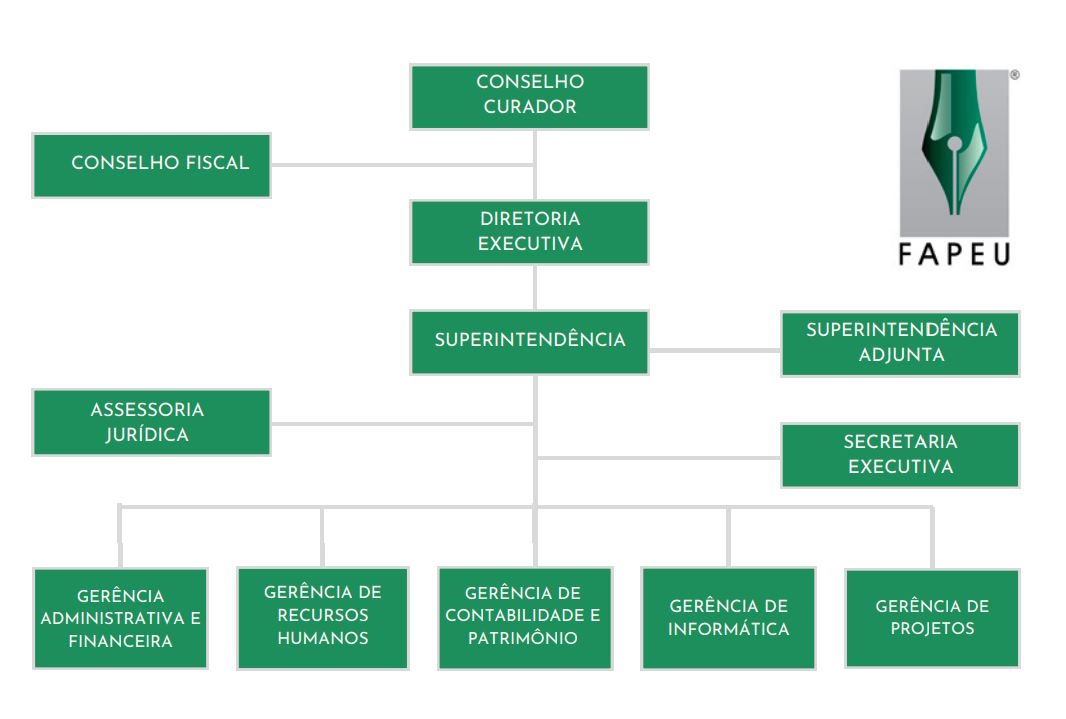 CONSELHO
CURADOR
®
CONSELHO FISCAL
DIRETORIA
EXECUTIVA
FAPEU
SUPERINTENDÊNCIA
SUPERINTENDÊNCIA
ADJUNTA
ASSESSORIA
JURÍDICA
SECRETARIA
EXECUTIVA
GERÊNCIA
ADMINISTRATIVA E
FINANCEIRA
GERÊNCIA DE
RECURSOS
HUMANOS
GERÊNCIA DE
CONTABILIDADE E
PATRIMÔNIO
GERÊNCIA DE
INFORMÁTICA
GERÊNCIA DE
PROJETOS